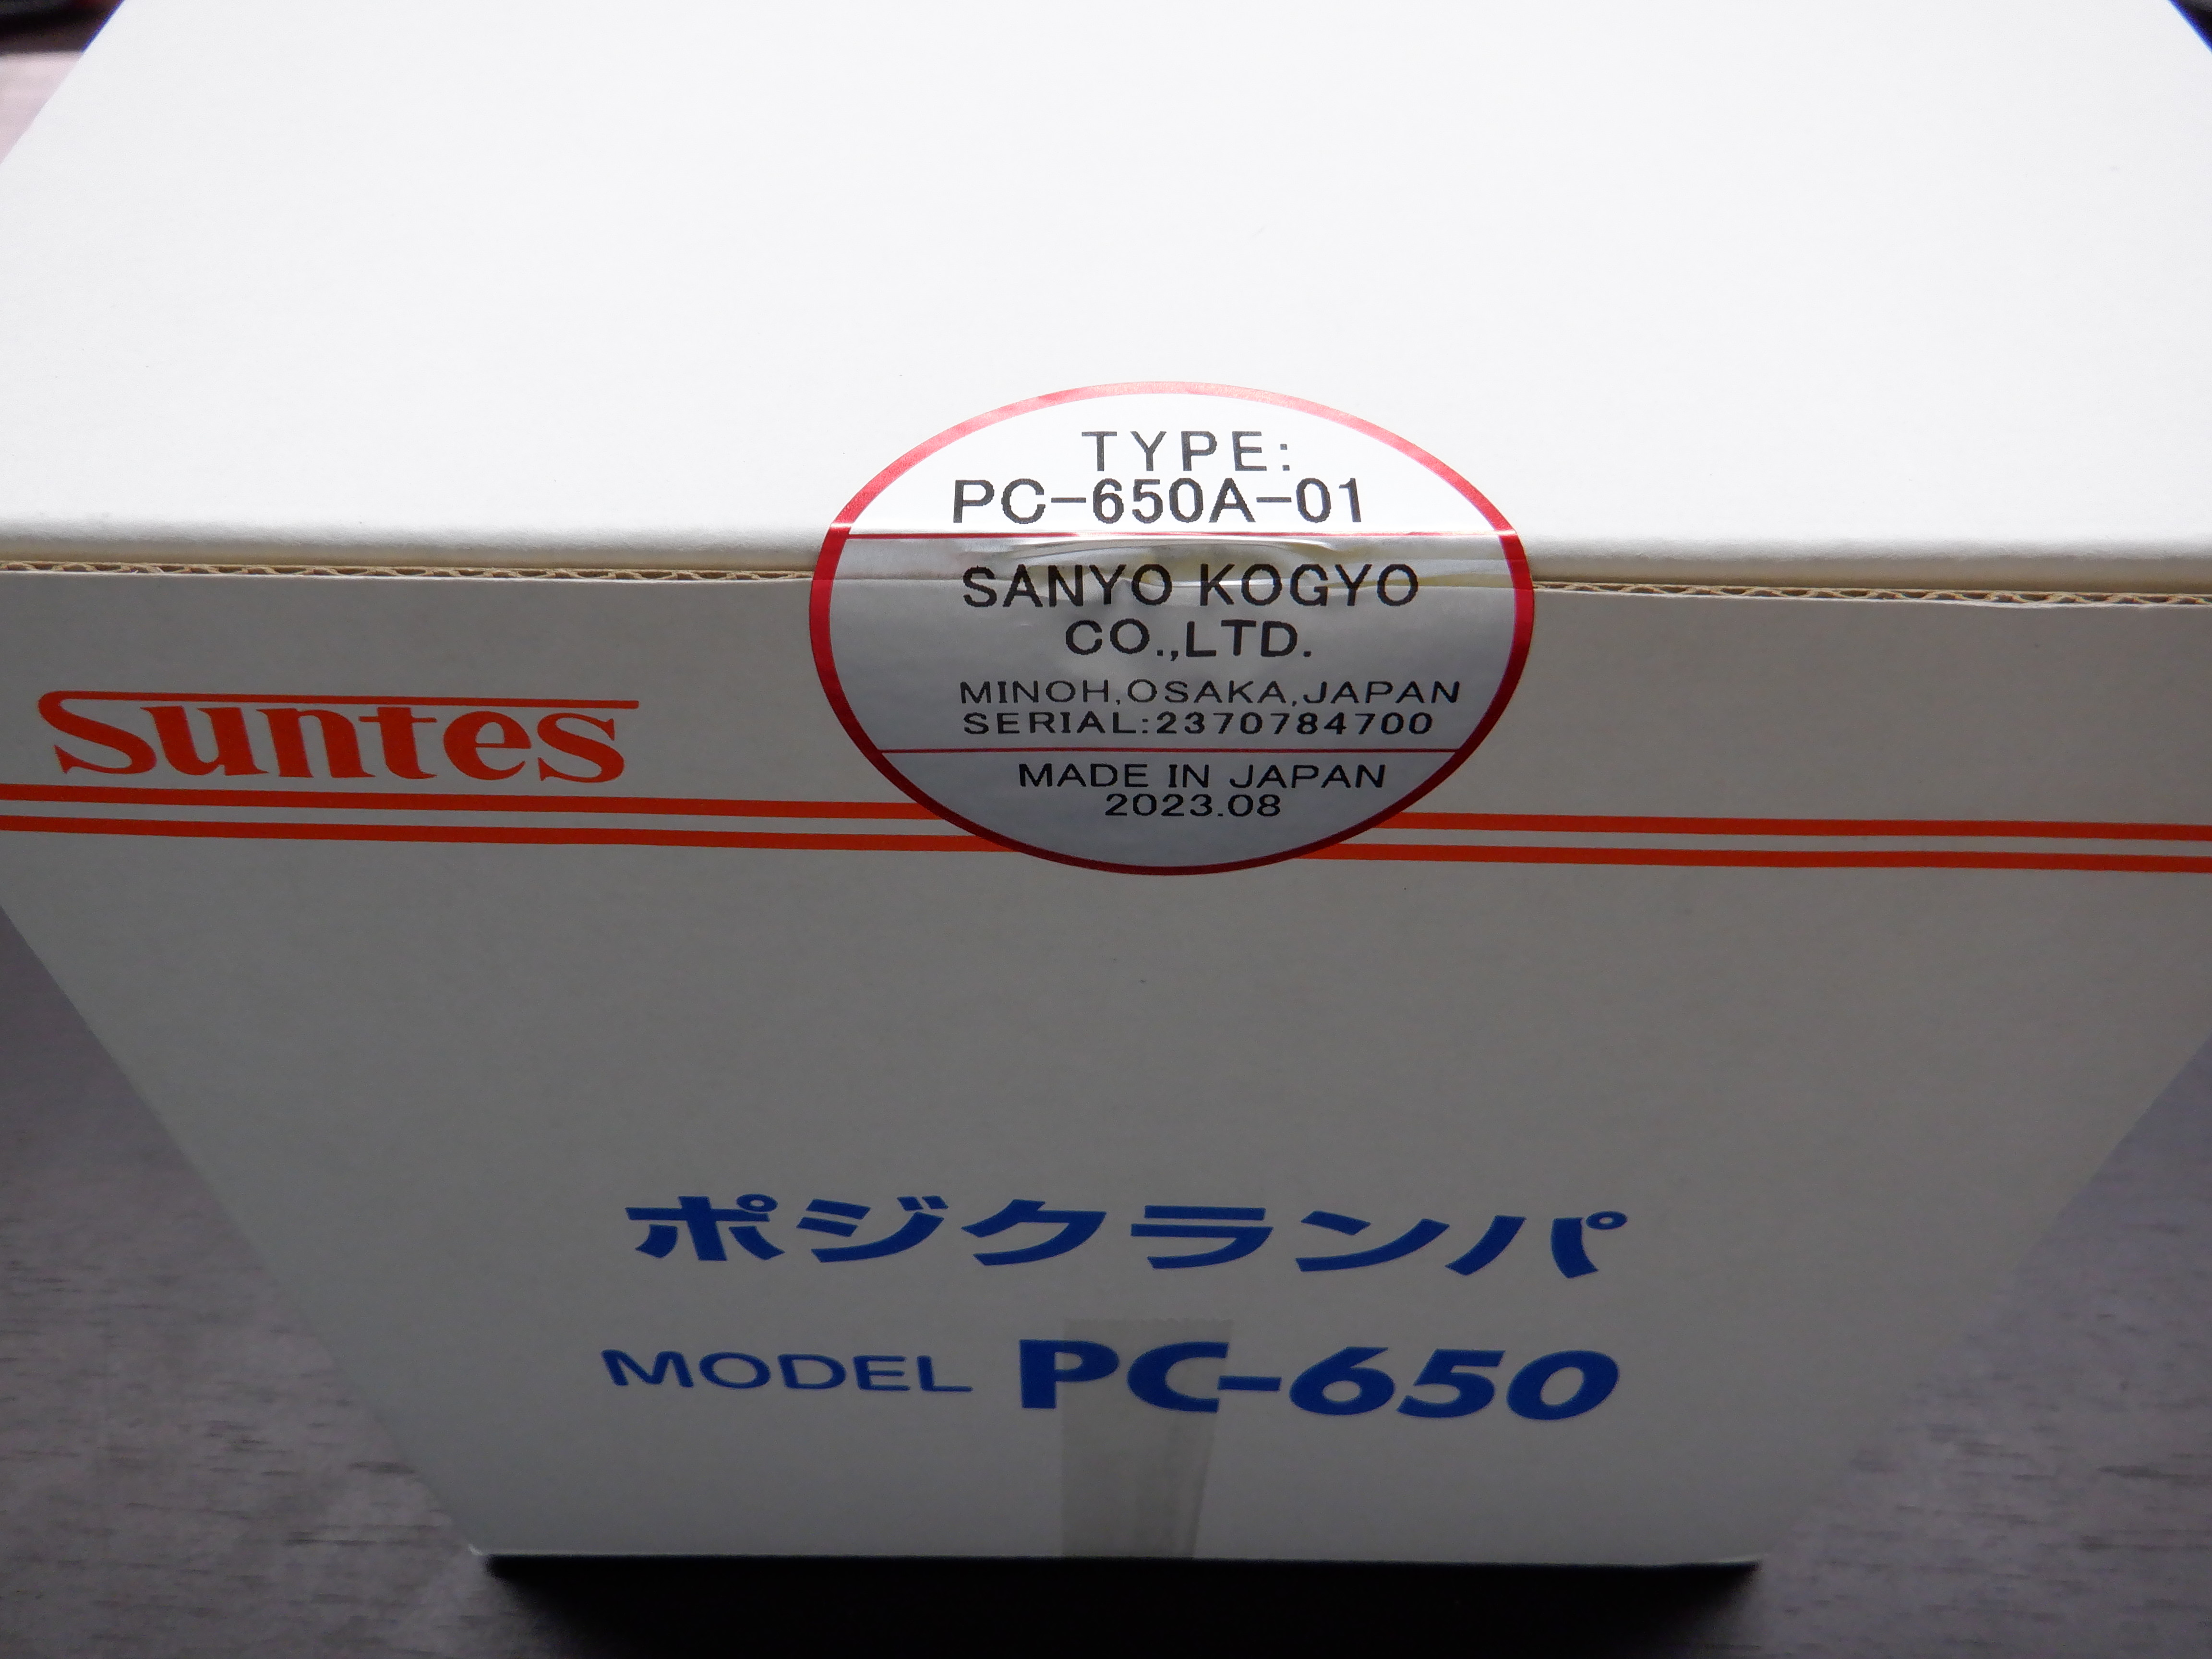 TYPE:
PC-650A-01
SANYO KOGYO
CO.,LTD.
MINOH,OSAKA,JAPAN
SERIAL:2370784700
MADE IN JAPAN
2023.08
Suntes
ポジクランパ
MODEL PC-650